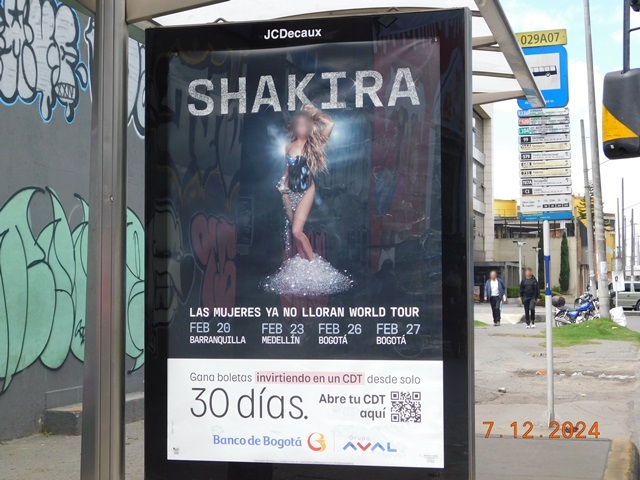 JCDecaux
029A07
SHAKIRA
LAS MUJERES YA NO LLORAN WORLD TOUR
FEB 20 FEB 23 FEB 26 FEB 27
BARRANQUILLA MEDELLÍN BOGOTÁ BOGOTÁ
Gana boletas invirtiendo en un CDT desde solo
30 días. Abre tu CDT
aquí
Banco de Bogotá Grupo
AVAL
7.12.2024